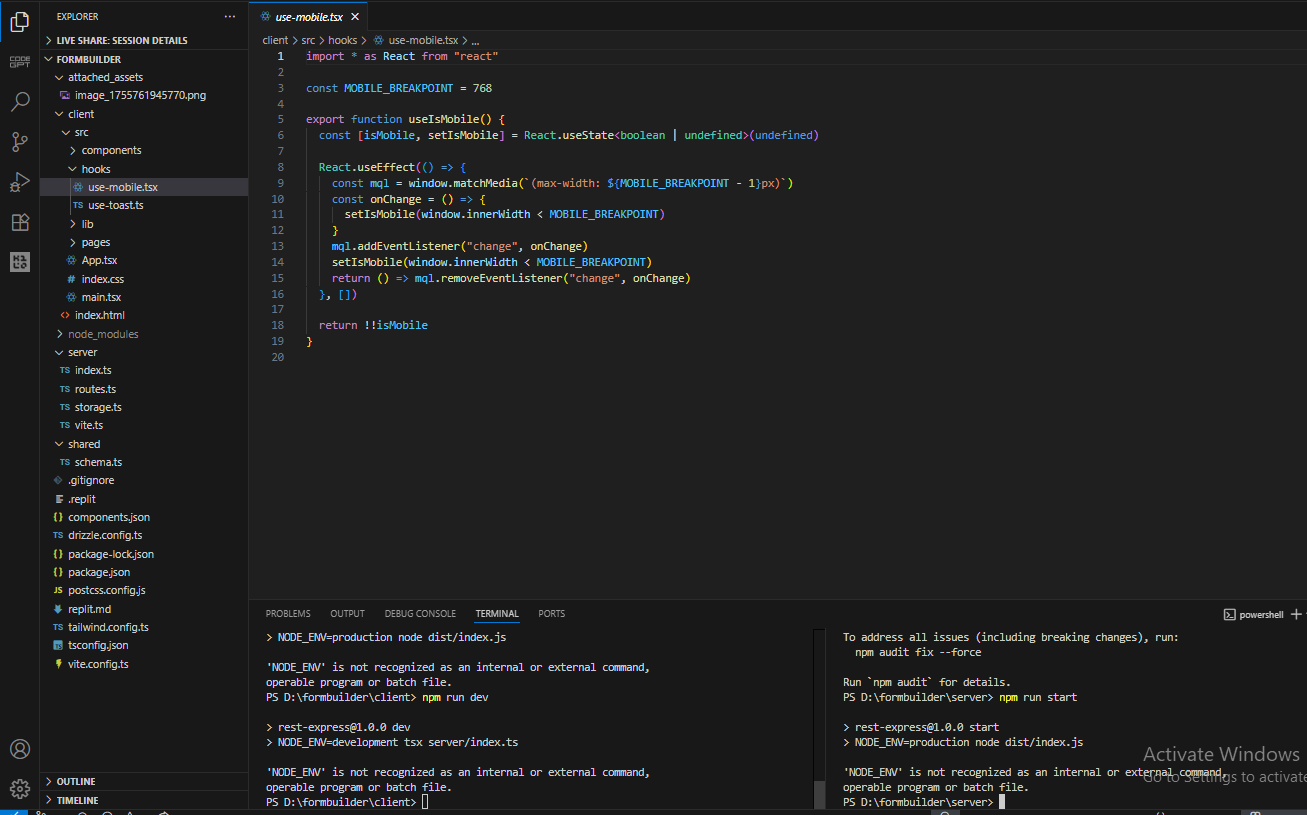 EXPLORER
LIVE SHARE: SESSION DETAILS
FORMBUILDER
attached_assets
image_1755761945770.png
client
src
components
hooks
use-mobile.tsx
TS use-toast.ts
lib
pages
App.tsx
# index.css
main.tsx
<> index.html
node_modules
server
TS index.ts
TS routes.ts
TS storage.ts
TS vite.ts
shared
TS schema.ts
.gitignore
.replit
{} components.json
TS drizzle.config.ts
{} package-lock.json
{} package.json
JS postcss.config.js
replit.md
TS tailwind.config.ts
tsconfig.json
vite.config.ts
OUTLINE
TIMELINE
use-mobile.tsx
client > src > hooks > use-mobile.tsx > ...
1 import * as React from "react"
2
3 const MOBILE_BREAKPOINT = 768
4
5 export function useIsMobile() {
6 const [isMobile, setIsMobile] = React.useState<boolean | undefined>(undefined)
7
8 React.useEffect(() => {
9 const mql = window.matchMedia(`(max-width: ${MOBILE_BREAKPOINT - 1}px)`)
10 const onChange = () => {
11 setIsMobile(window.innerWidth < MOBILE_BREAKPOINT)
12 }
13 mql.addEventListener("change", onChange)
14 setIsMobile(window.innerWidth < MOBILE_BREAKPOINT)
15 return () => mql.removeEventListener("change", onChange)
16 }, [])
17
18 return !!isMobile
19 }
20
PROBLEMS OUTPUT DEBUG CONSOLE TERMINAL PORTS
powershell
> NODE_ENV=production node dist/index.js
'NODE_ENV' is not recognized as an internal or external command,
operable program or batch file.
PS D:\formbuilder\client> npm run dev
> rest-express@1.0.0 dev
> NODE_ENV=development tsx server/index.ts
'NODE_ENV' is not recognized as an internal or external command,
operable program or batch file.
PS D:\formbuilder\client>
To address all issues (including breaking changes), run:
npm audit fix --force
Run `npm audit` for details.
PS D:\formbuilder\server> npm run start
> rest-express@1.0.0 start
> NODE_ENV=production node dist/index.js
'NODE_ENV' is not recognized as an internal or external command,
operable program or batch file.
PS D:\formbuilder\server>
Activate Windows
Go to Settings to activate